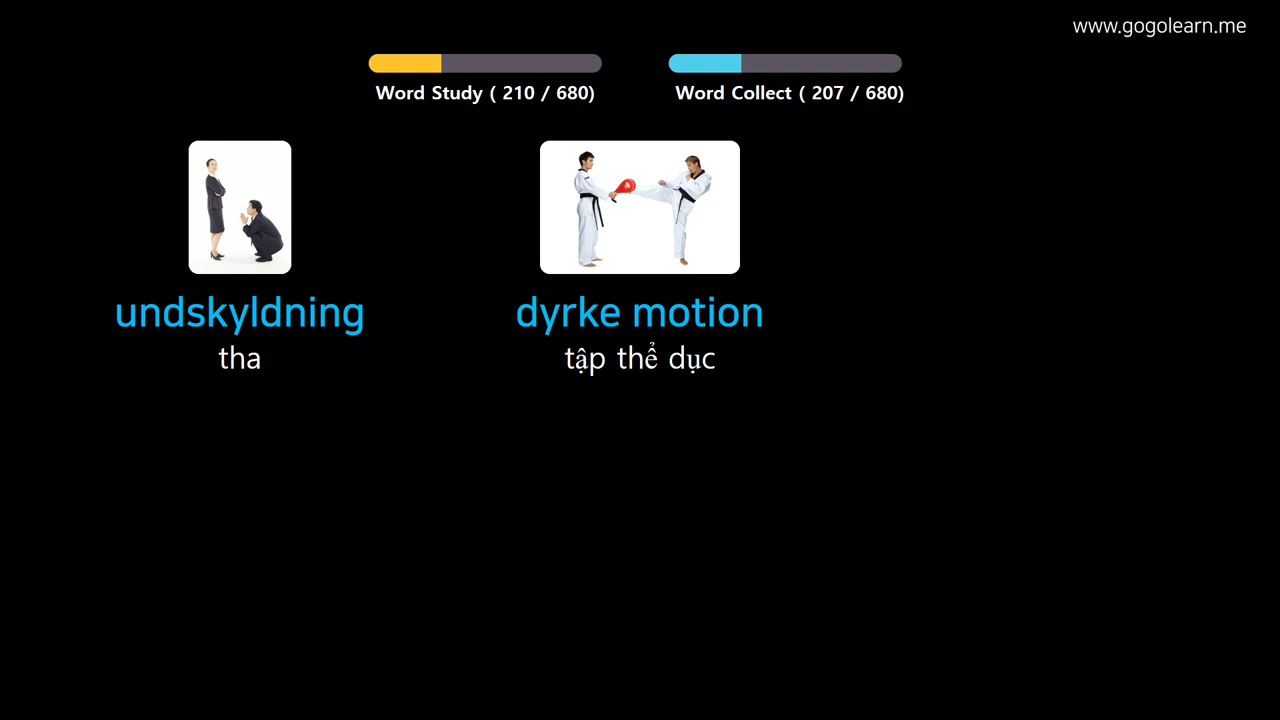 www.gogolearn.me
Word Study ( 210 / 680)
Word Collect ( 207 / 680)
undskyldning
tha
dyrke motion
tập thể dục